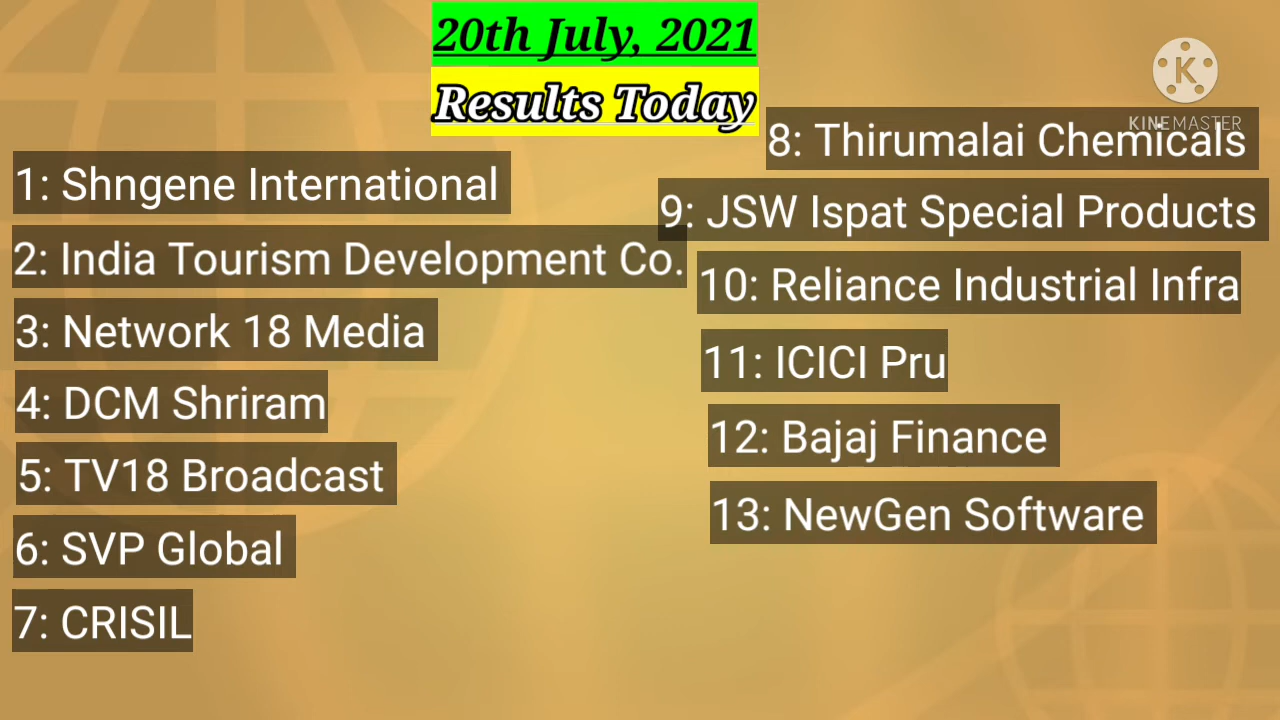 20th July, 2021
Results Today
K
KINEMASTER
1: Shngene International
2: India Tourism Development Co.
3: Network 18 Media
4: DCM Shriram
5: TV18 Broadcast
6: SVP Global
7: CRISIL
8: Thirumalai Chemicals
9: JSW Ispat Special Products
10: Reliance Industrial Infra
11: ICICI Pru
12: Bajaj Finance
13: NewGen Software